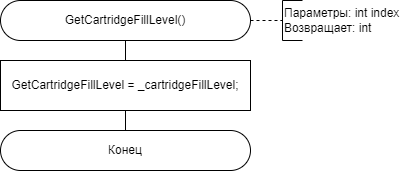 GetCartridgeFillLevel()
Параметры: int index
Возвращает: int
GetCartridgeFillLevel = _cartridgeFillLevel;
Конец